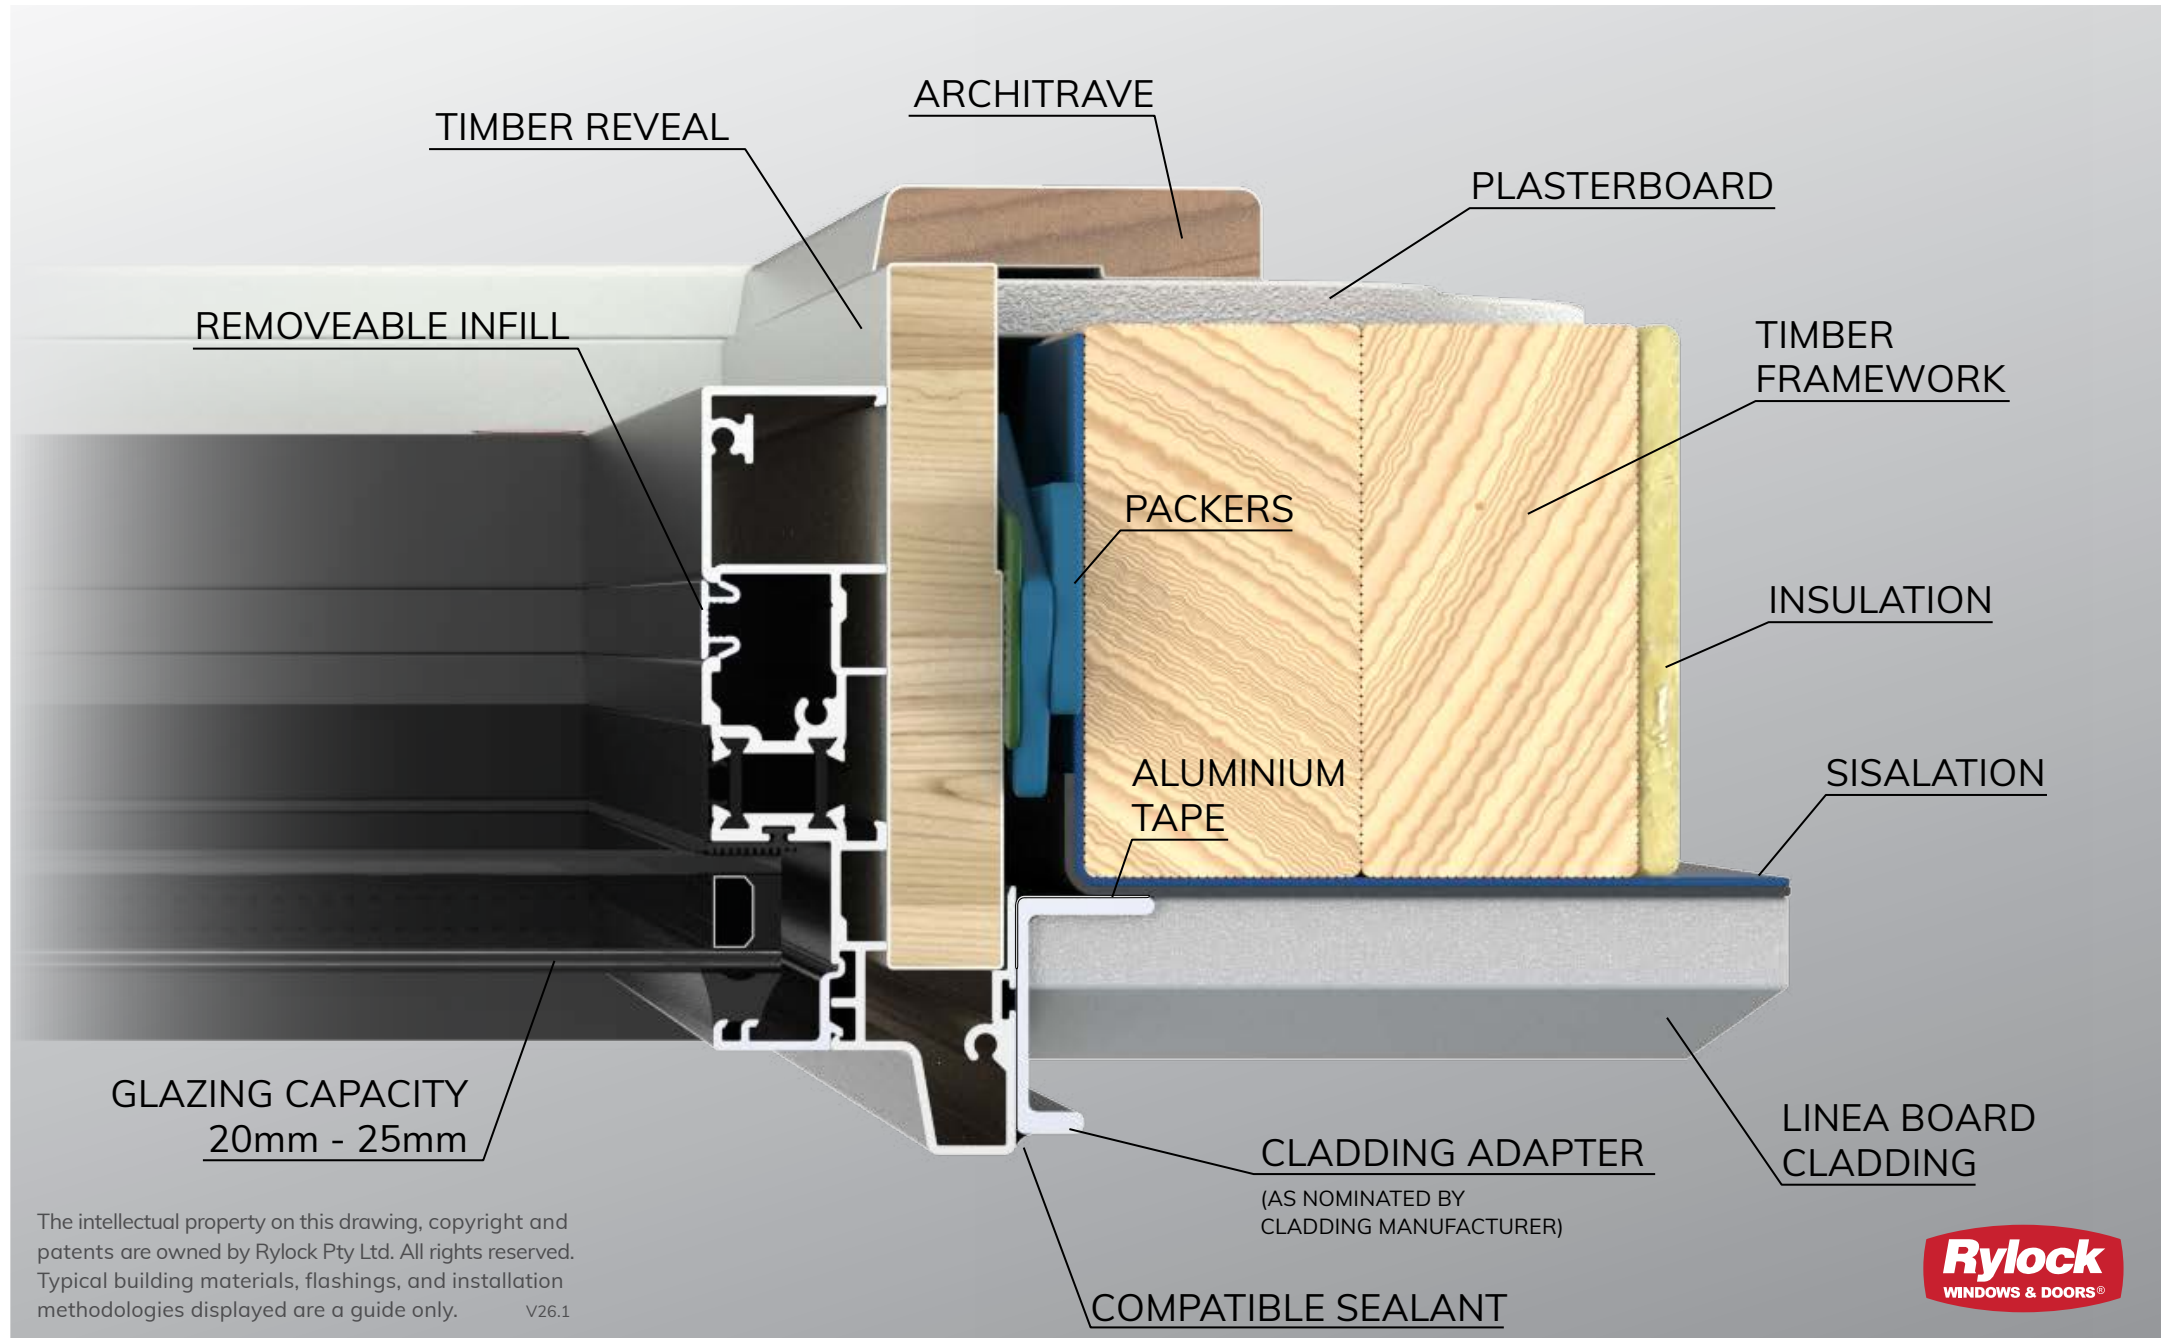 ARCHITRAVE
TIMBER REVEAL
PLASTERBOARD
REMOVEABLE INFILL
TIMBER
FRAMEWORK
PACKERS
INSULATION
ALUMINIUM
TAPE
SISALATION
GLAZING CAPACITY
20mm - 25mm
LINEA BOARD
CLADDING
CLADDING ADAPTER
(AS NOMINATED BY
CLADDING MANUFACTURER)
COMPATIBLE SEALANT
The intellectual property on this drawing, copyright and
patents are owned by Rylock Pty Ltd. All rights reserved.
Typical building materials, flashings, and installation
methodologies displayed are a guide only. V26.1
Rylock
WINDOWS & DOORS®